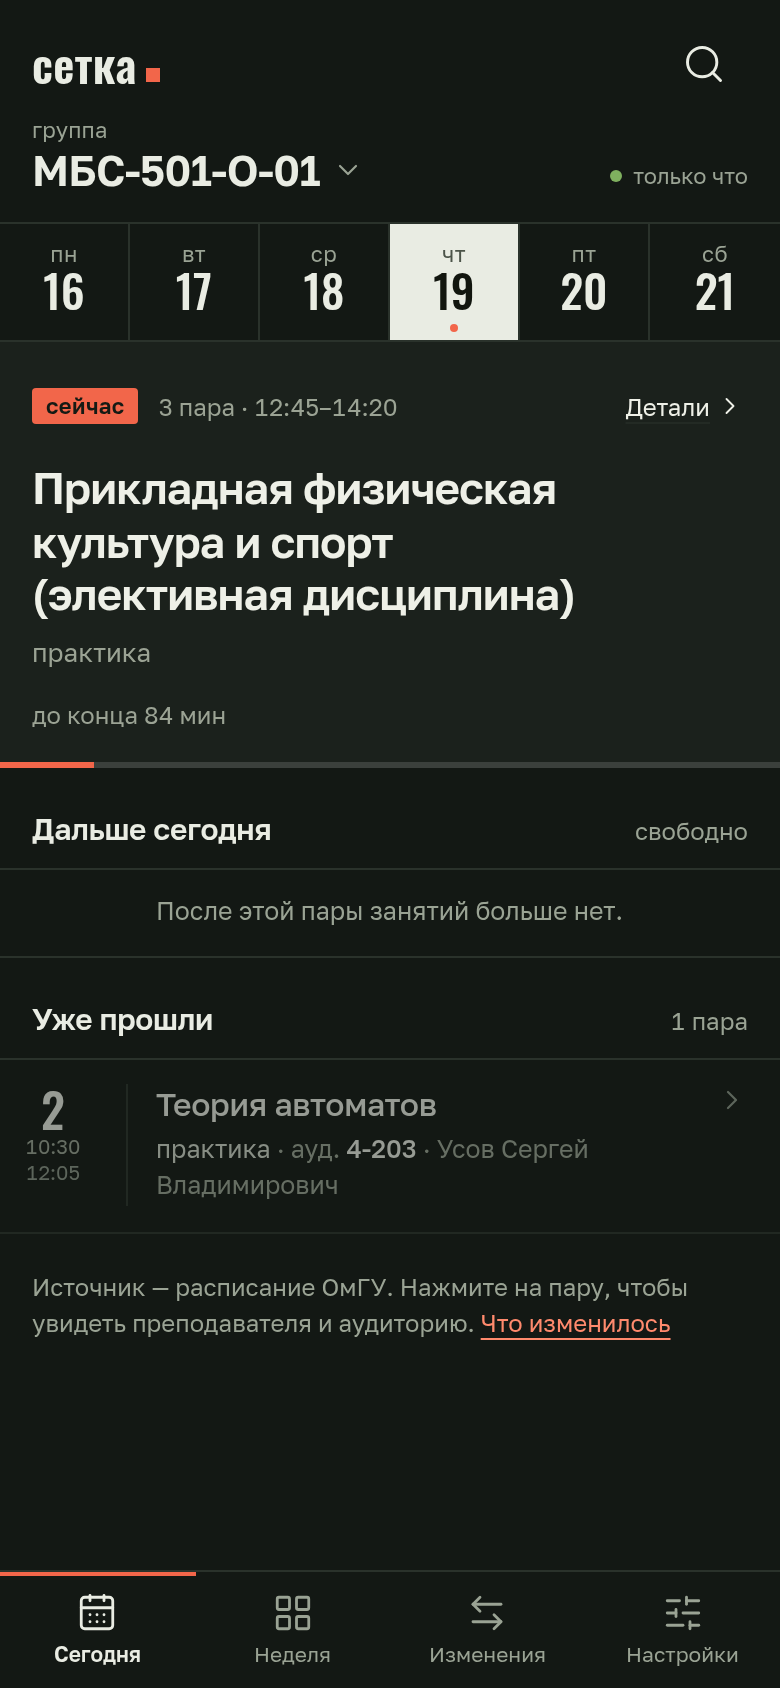 сетка
группа
МБС-501-О-01
только что
пн вт ср чт пт сб
16 17 18 19 20 21
сейчас 3 пара · 12:45–14:20 Детали
Прикладная физическая
культура и спорт
(элективная дисциплина)
практика
до конца 84 мин
Дальше сегодня свободно
После этой пары занятий больше нет.
Уже прошли 1 пара
2 Теория автоматов
10:30 практика · ауд. 4-203 · Усов Сергей
12:05 Владимирович
Источник — расписание ОмГУ. Нажмите на пару, чтобы
увидеть преподавателя и аудиторию. Что изменилось
Сегодня Неделя Изменения Настройки